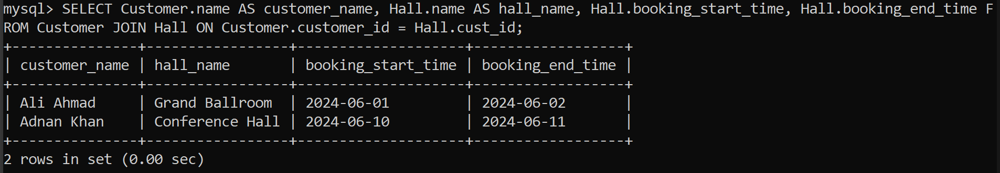 mysql> SELECT Customer.name AS customer_name, Hall.name AS hall_name, Hall.booking_start_time, Hall.booking_end_time F
ROM Customer JOIN Hall ON Customer.customer_id = Hall.cust_id;
+---------------+-----------------+--------------------+------------------+
| customer_name | hall_name       | booking_start_time | booking_end_time |
+---------------+-----------------+--------------------+------------------+
| Ali Ahmad     | Grand Ballroom  | 2024-06-01         | 2024-06-02       |
| Adnan Khan    | Conference Hall | 2024-06-10         | 2024-06-11       |
+---------------+-----------------+--------------------+------------------+
2 rows in set (0.00 sec)